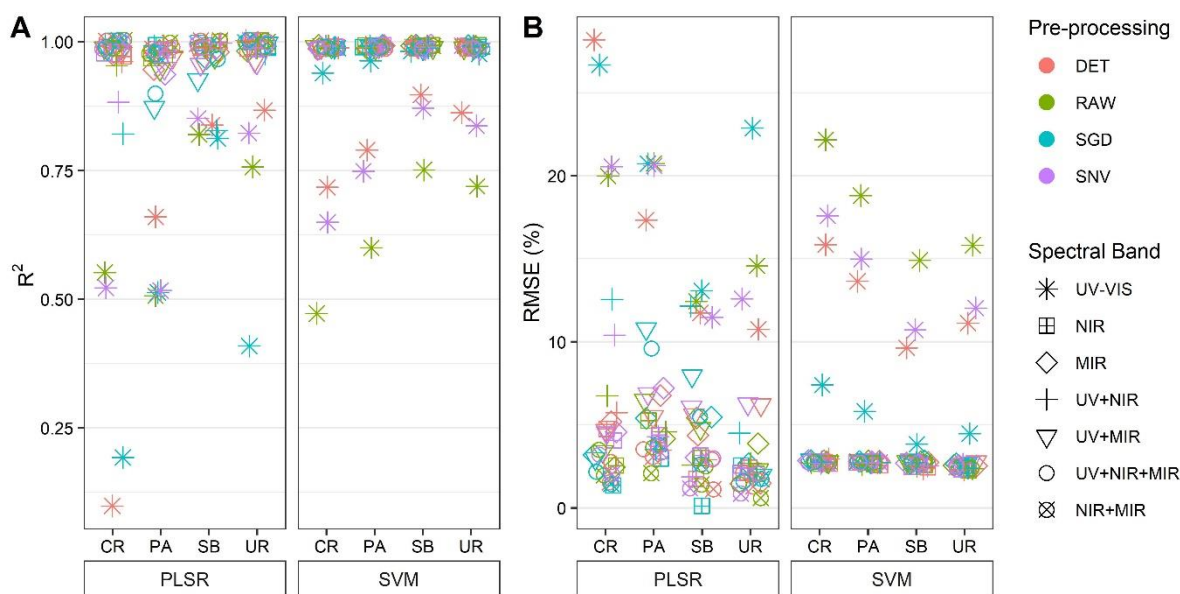 A
1.00
0.75
0.50
0.25
R2
CR PA SB UR
PLSR
CR PA SB UR
SVM
B
20
10
0
RMSE (%)
CR PA SB UR
PLSR
CR PA SB UR
SVM
Pre-processing
DET
RAW
SGD
SNV
Spectral Band
UV-VIS
NIR
MIR
UV+NIR
UV+MIR
UV+NIR+MIR
NIR+MIR